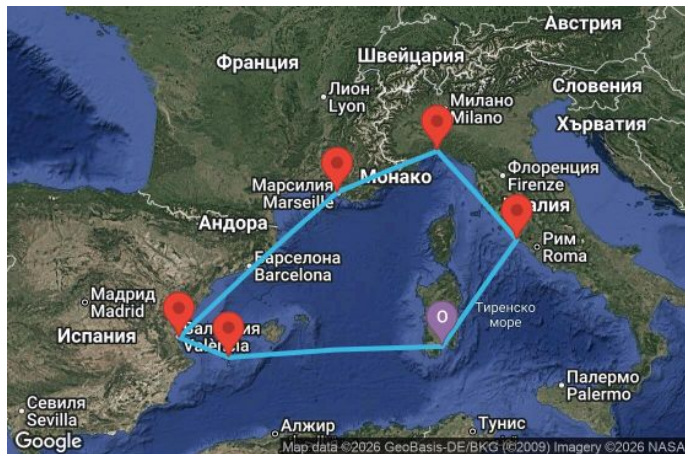 Австрия
Швейцария
Франция
Словения
Лион
Lyon
Милано
Milano
Хърватия
Марсилия
Marseille
Монако
Флоренция
Firenze
Андора
Рим
Roma
Барселона
Barcelona
О
Тиренско
море
Мадрид
Madrid
València
Испания
Палермо
Palermo
Севиля
Sevilla
Алжир
Тунис
Google
Map data ©2026 GeoBasis-DE/BKG (©2009) Imagery ©2026 NASA